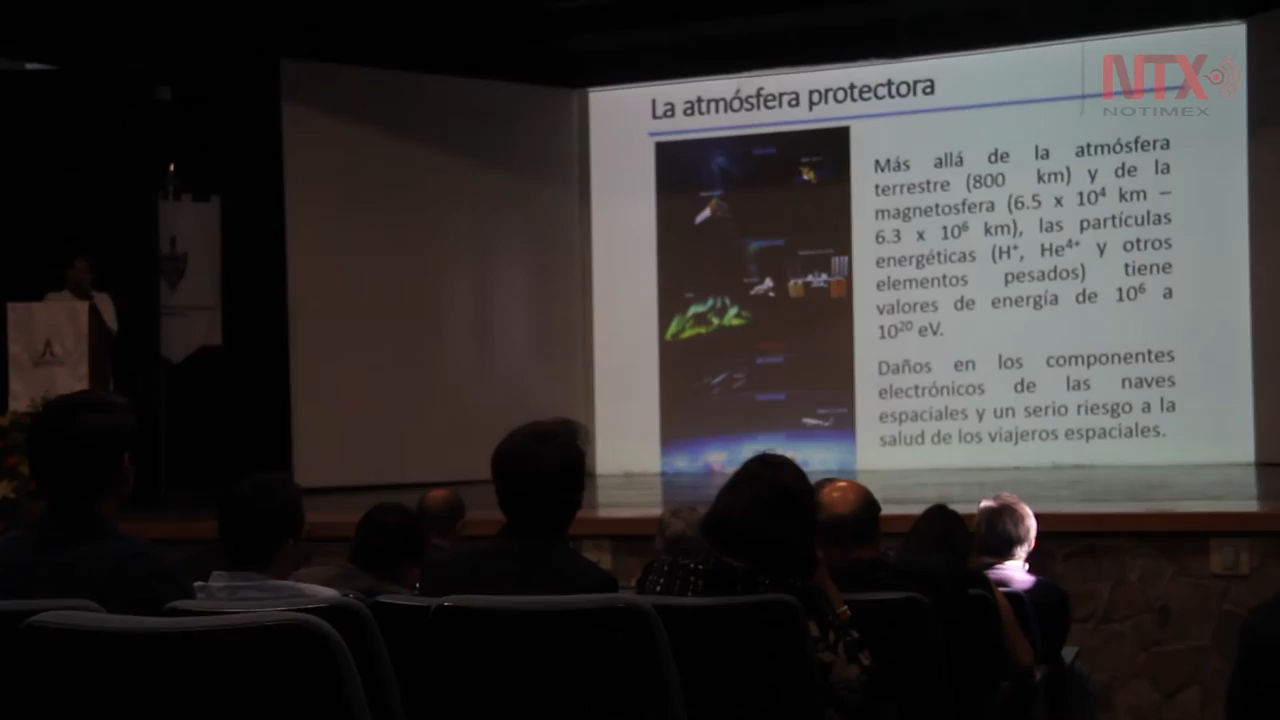 NTX
NOTIMEX
La atmósfera protectora
Más allá de la atmósfera
terrestre (800 km) y de la
magnetosfera (6.5 x 10⁴ km –
6.3 x 10⁶ km), las partículas
energéticas (H⁺, He⁴⁺ y otros
elementos pesados) tiene
valores de energía de 10⁶ a
10²⁰ eV.
Daños en los componentes
electrónicos de las naves
espaciales y un serio riesgo a la
salud de los viajeros espaciales.